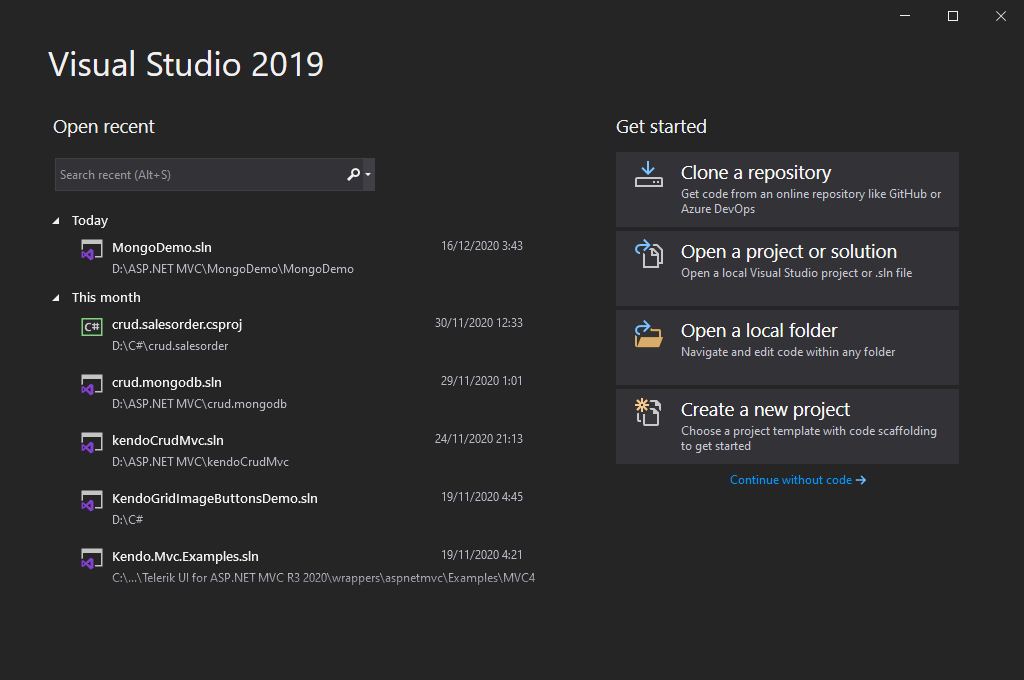 Visual Studio 2019
Open recent
Search recent (Alt+S)
Today
MongoDemo.sln 16/12/2020 3:43
D:\ASP.NET MVC\MongoDemo\MongoDemo
This month
C# crud.salesorder.csproj 30/11/2020 12:33
D:\C#\crud.salesorder
crud.mongodb.sln 29/11/2020 1:01
D:\ASP.NET MVC\crud.mongodb
kendoCrudMvc.sln 24/11/2020 21:13
D:\ASP.NET MVC\kendoCrudMvc
KendoGridImageButtonsDemo.sln 19/11/2020 4:45
D:\C#
Kendo.Mvc.Examples.sln 19/11/2020 4:21
C:\...\Telerik UI for ASP.NET MVC R3 2020\wrappers\aspnetmvc\Examples\MVC4
Get started
Clone a repository
Get code from an online repository like GitHub or
Azure DevOps
Open a project or solution
Open a local Visual Studio project or .sln file
Open a local folder
Navigate and edit code within any folder
Create a new project
Choose a project template with code scaffolding
to get started
Continue without code →